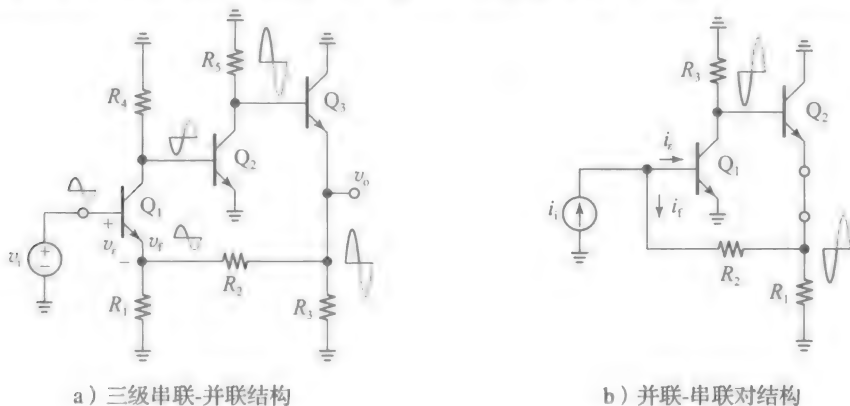 R₅
R₄
Q₃
Q₂
vₒ
Q₁
+
vε
vf
−
vᵢ
+
−
R₂
R₁
R₃
a）三级串联-并联结构
R₃
Q₂
iε
Q₁
iᵢ
if
R₂
R₁
b）并联-串联对结构